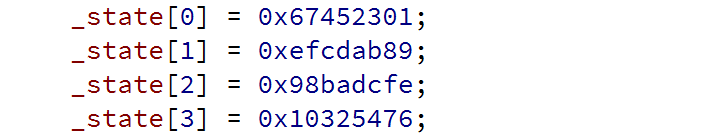 _state[0] = 0x67452301;
_state[1] = 0xefcdab89;
_state[2] = 0x98badcfe;
_state[3] = 0x10325476;